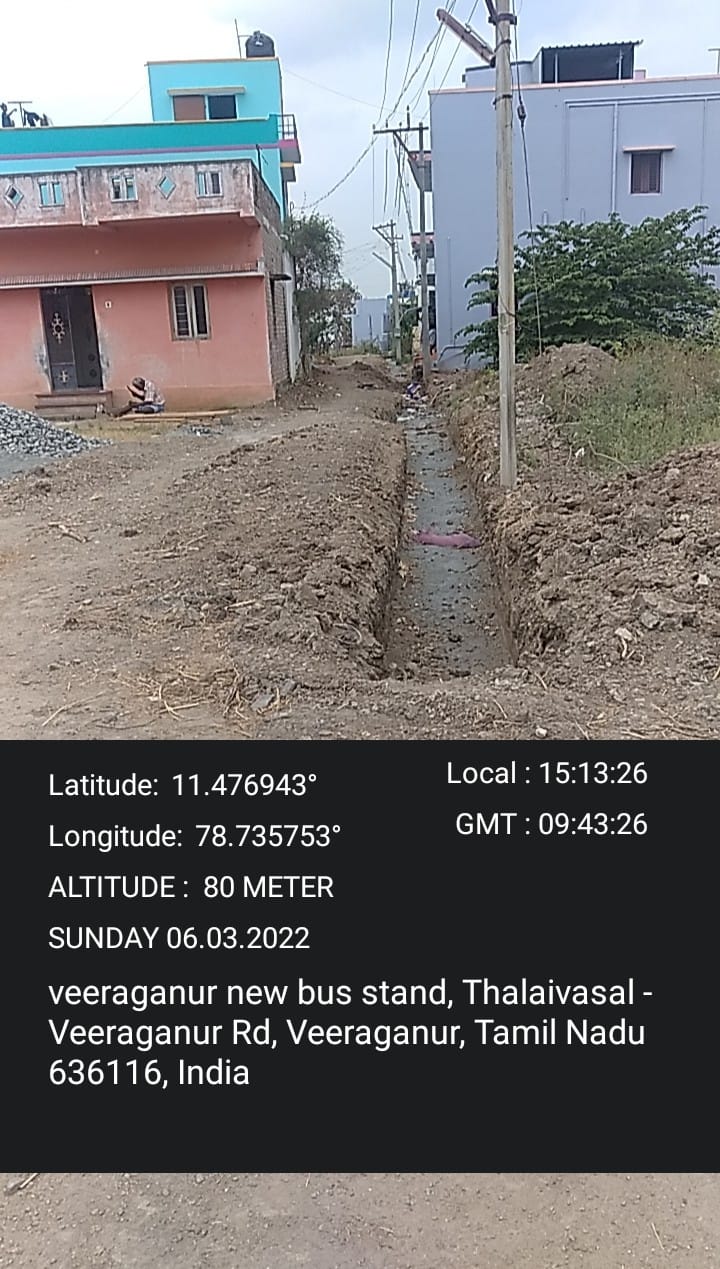 Latitude: 11.476943°
Local : 15:13:26
Longitude: 78.735753°
GMT : 09:43:26
ALTITUDE : 80 METER
SUNDAY 06.03.2022
veeraganur new bus stand, Thalaivasal -
Veeraganur Rd, Veeraganur, Tamil Nadu
636116, India